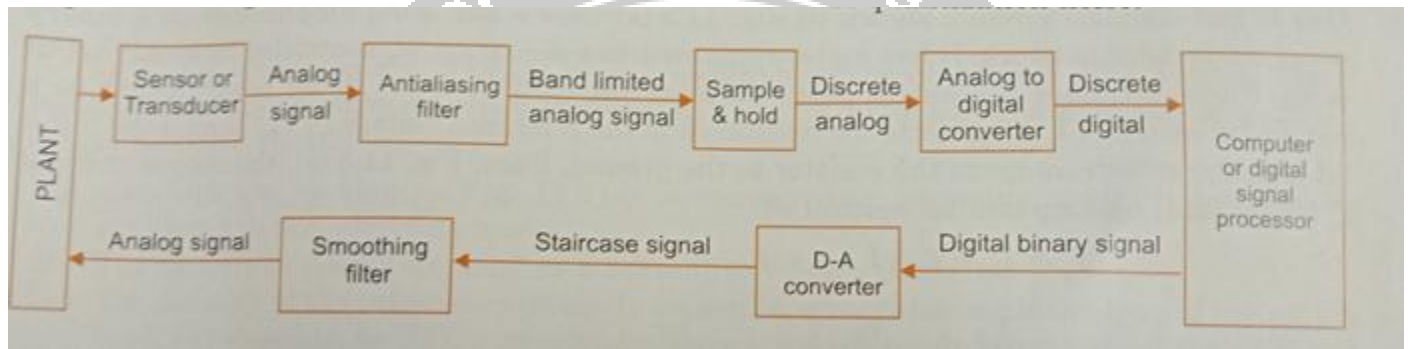 PLANT
Sensor or
Transducer
Analog
signal
Antialiasing
filter
Band limited
analog signal
Sample
& hold
Discrete
analog
Analog to
digital
converter
Discrete
digital
Computer
or digital
signal
processor
Digital binary signal
D-A
converter
Staircase signal
Smoothing
filter
Analog signal